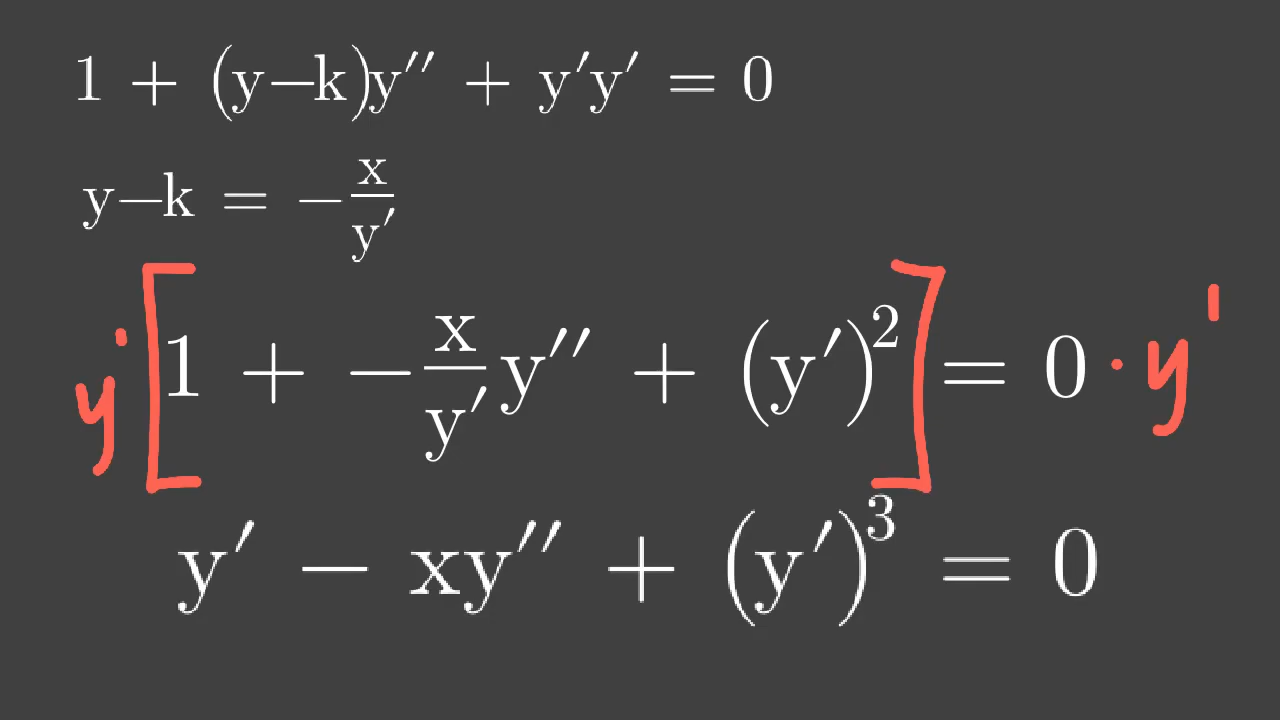 1 + (y−k)y′′ + y′y′ = 0
y−k = −x/y′
y′[1 + −x/y′ y′′ + (y′)² ] = 0 · y′
y′ − xy′′ + (y′)³ = 0